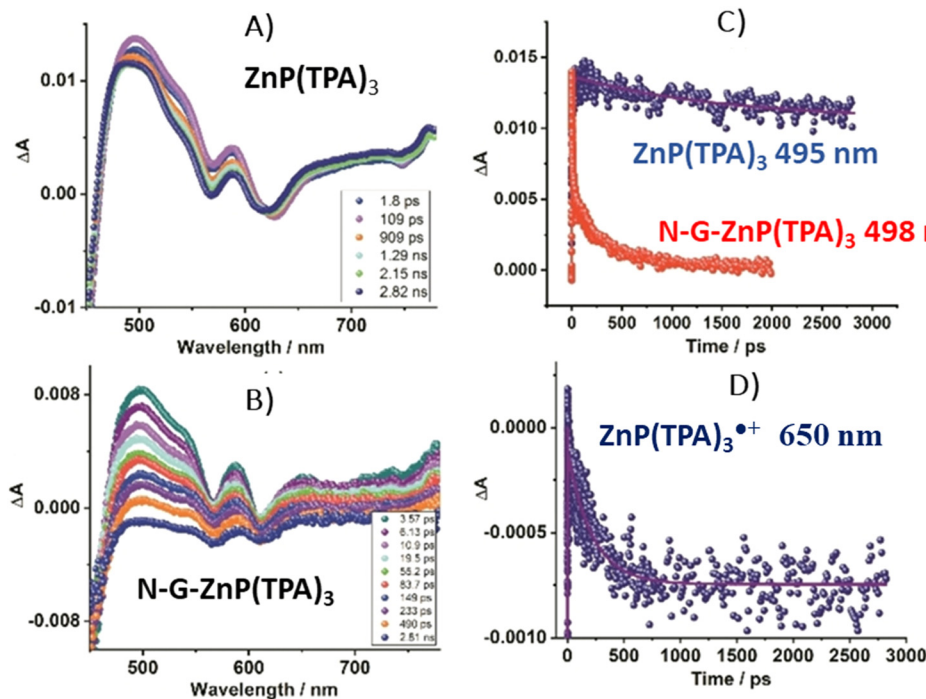 A)
ZnP(TPA)3
0.01
0.00
-0.01
ΔA
1.8 ps
109 ps
909 ps
1.29 ns
2.15 ns
2.82 ns
500
600
700
Wavelength / nm
C)
0.015
0.010
0.005
0.000
ΔA
ZnP(TPA)3 495 nm
N-G-ZnP(TPA)3 498 n
0
500
1000
1500
2000
2500
3000
Time / ps
B)
0.008
0.000
-0.008
ΔA
3.57 ps
6.13 ps
10.9 ps
19.5 ps
55.2 ps
83.7 ps
149 ps
233 ps
490 ps
2.81 ns
N-G-ZnP(TPA)3
500
600
700
Wavelength / nm
D)
ZnP(TPA)3●+ 650 nm
0.0000
-0.0005
-0.0010
ΔA
0
500
1000
1500
2000
2500
3000
Time / ps